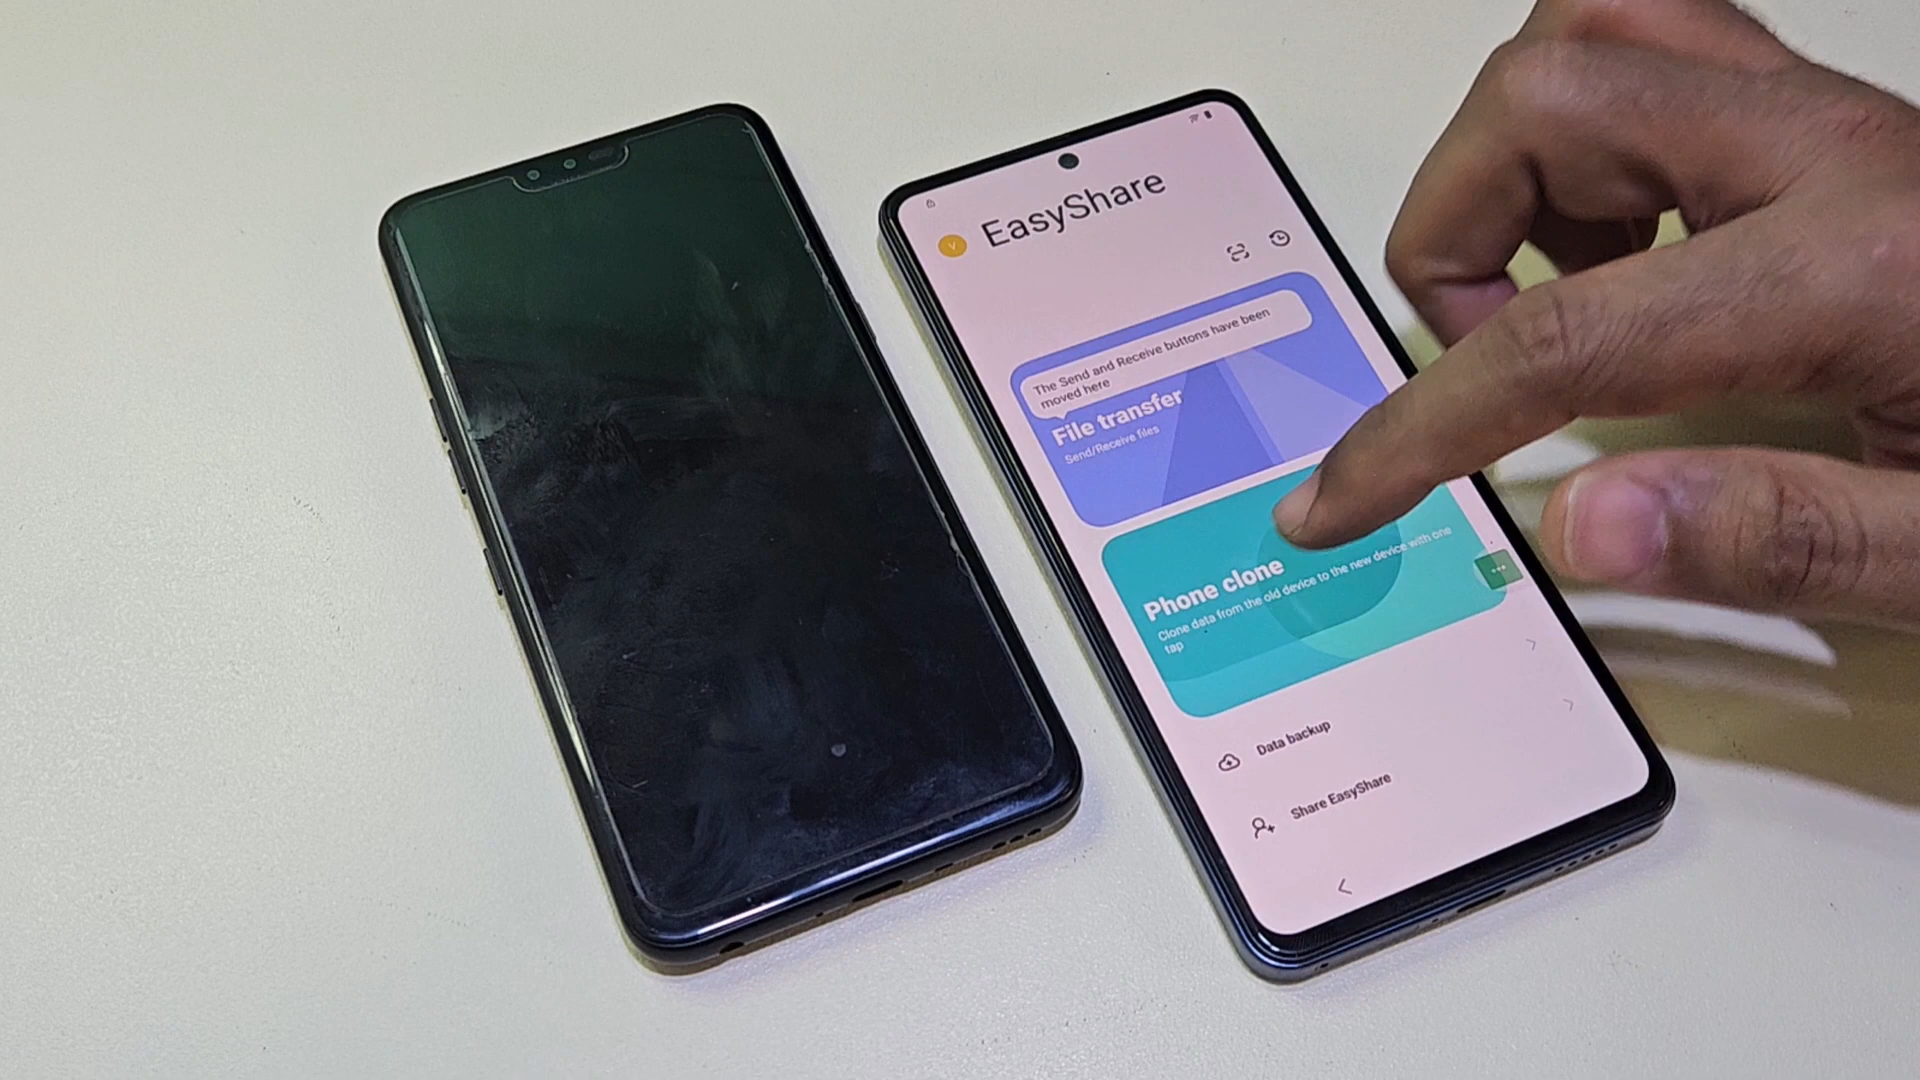 V
EasyShare
The Send and Receive buttons have been
moved here
File transfer
Send/Receive files
Phone clone
Clone data from the old device to the new device with one
tap
Data backup
Share EasyShare